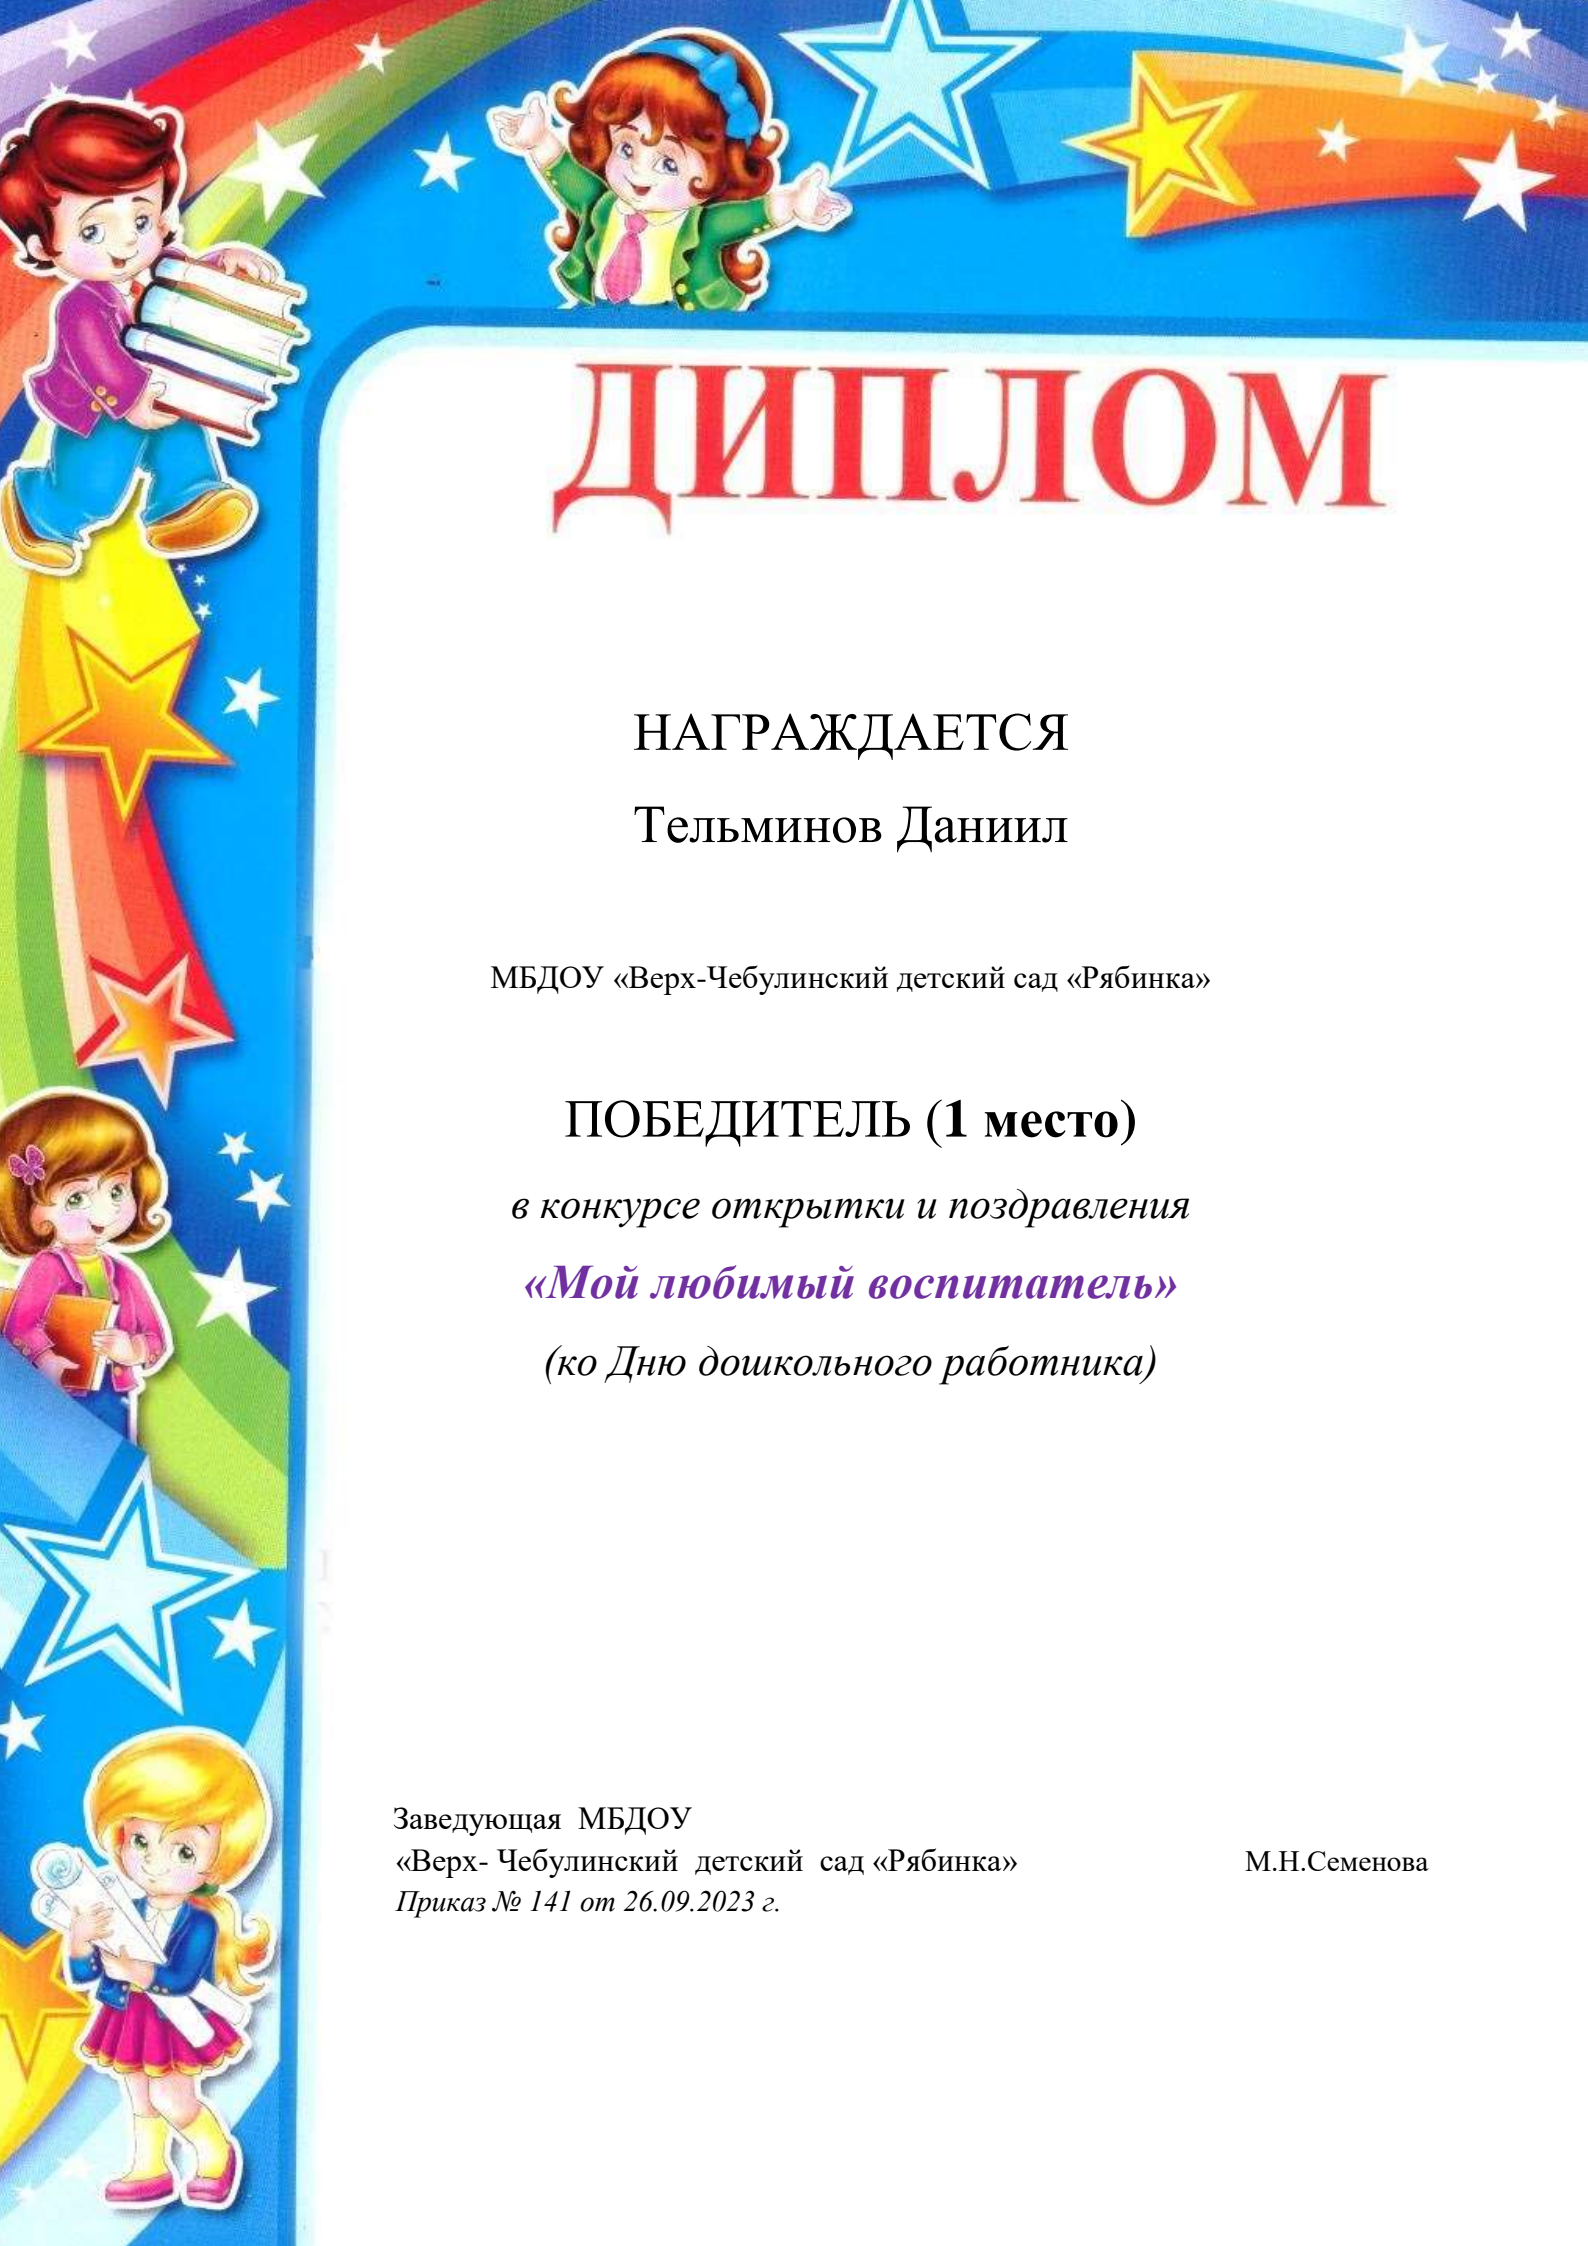 ДИПЛОМ
НАГРАЖДАЕТСЯ
Тельминов Даниил
МБДОУ «Верх-Чебулинский детский сад «Рябинка»
ПОБЕДИТЕЛЬ (1 место)
в конкурсе открытки и поздравления
«Мой любимый воспитатель»
(ко Дню дошкольного работника)
Заведующая  МБДОУ
«Верх- Чебулинский  детский  сад «Рябинка» М.Н.Семенова
Приказ № 141 от 26.09.2023 г.